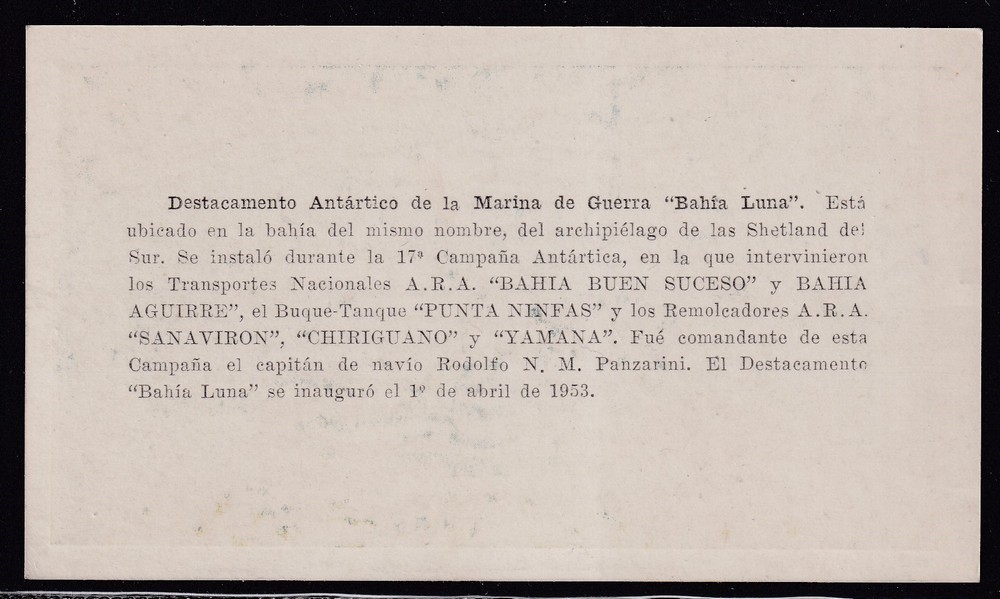 Destacamento Antártico de la Marina de Guerra “Bahía Luna”. Está
ubicado en la bahía del mismo nombre, del archipiélago de las Shetland del
Sur. Se instaló durante la 17ª Campaña Antártica, en la que intervinieron
los Transportes Nacionales A.R.A. “BAHIA BUEN SUCESO” y BAHIA
AGUIRRE”, el Buque-Tanque “PUNTA NINFAS” y los Remolcadores A.R.A.
“SANAVIRON”, “CHIRIGUANO” y “YAMANA”. Fué comandante de esta
Campaña el capitán de navío Rodolfo N. M. Panzarini. El Destacamento
“Bahía Luna” se inauguró el 1º de abril de 1953.